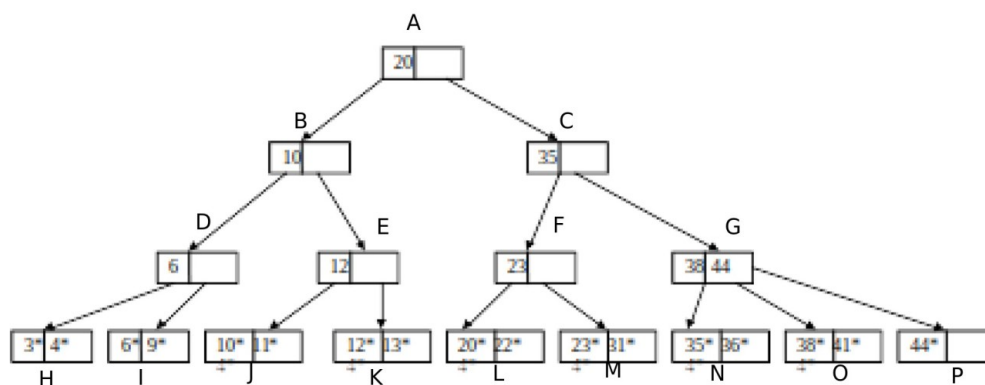 A
20
B
C
10
35
D
E
F
G
6
12
23
38 44
3* 4*
6* 9*
10* 11*
12* 13*
20* 22*
23* 31*
35* 36*
38* 41*
44*
H
I
J
K
L
M
N
O
P